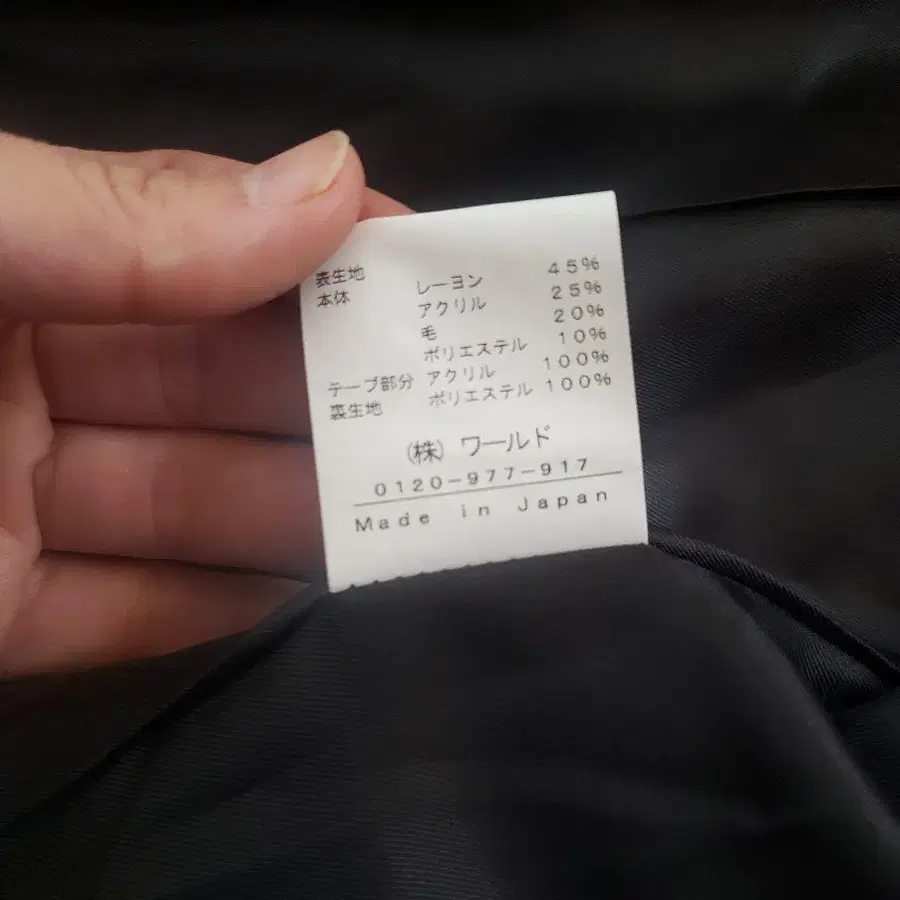 表生地 レーヨン 45%
本体 アクリル 25%
毛 20%
ポリエステル 10%
テープ部分 アクリル 100%
裏生地 ポリエステル 100%
(株) ワールド
0120-977-917
Made in Japan